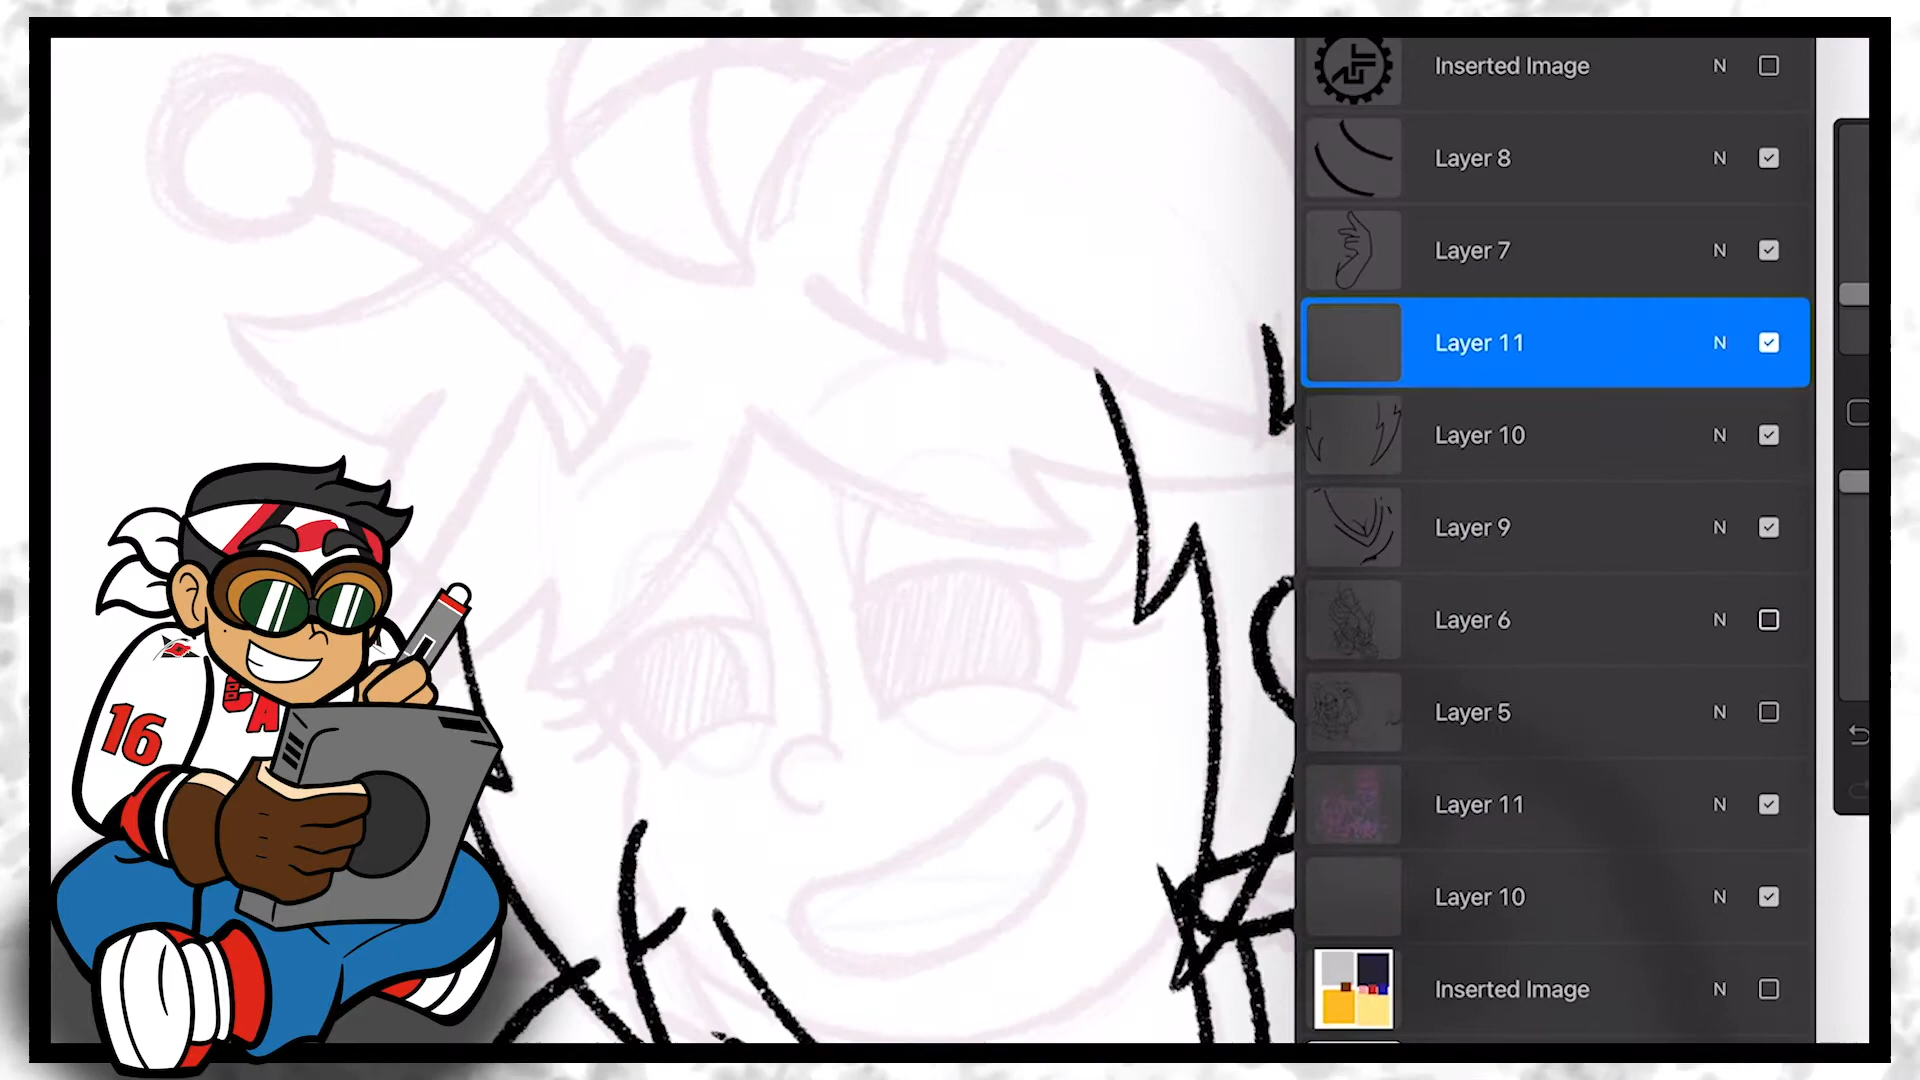 Inserted Image N
Layer 8 N
Layer 7 N
Layer 11 N
Layer 10 N
Layer 9 N
Layer 6 N
Layer 5 N
Layer 11 N
Layer 10 N
Inserted Image N
16